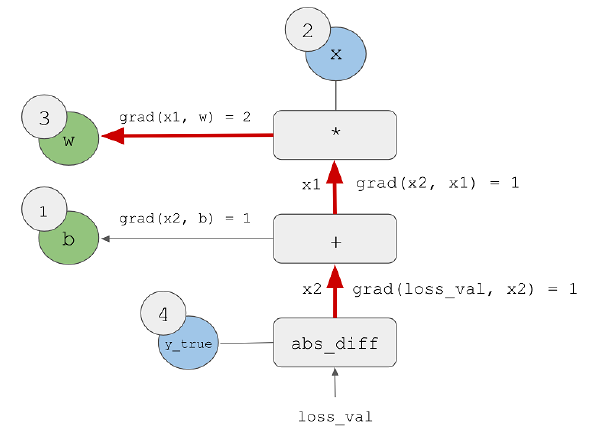 2
x
3
grad(x1, w) = 2
w
*
x1
grad(x2, x1) = 1
1
grad(x2, b) = 1
b
+
x2
grad(loss_val, x2) = 1
4
y_true
abs_diff
loss_val